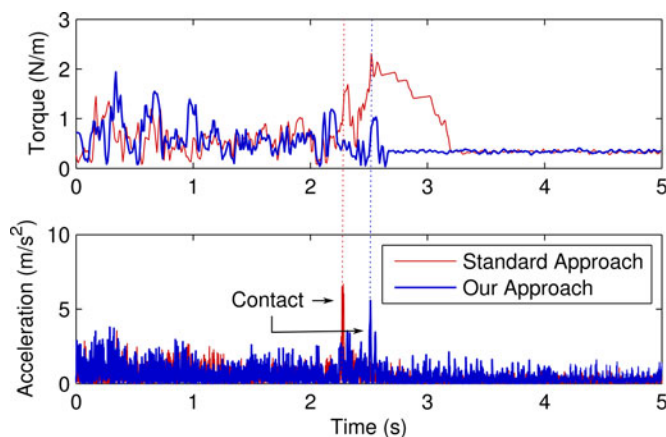 3
2
1
0
Torque (N/m)
0 1 2 3 4 5
10
5
0
Acceleration (m/s²)
Standard Approach
Our Approach
Contact
0 1 2 3 4 5
Time (s)